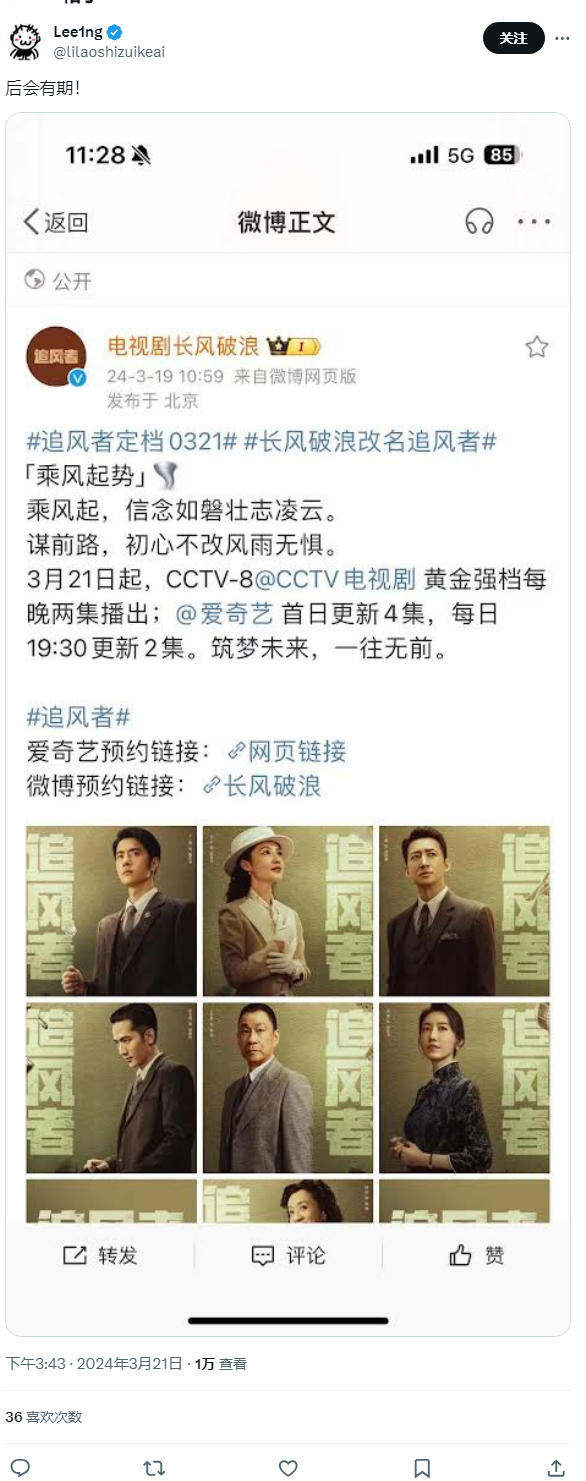 Lee1ng
@lilaoshizuikeai
关注
后会有期！
11:28
5G 85
返回
微博正文
公开
追风者
电视剧长风破浪
I
24-3-19 10:59 来自微博网页版
发布于 北京
#追风者定档0321# #长风破浪改名追风者#
「乘风起势」
乘风起，信念如磐壮志凌云。
谋前路，初心不改风雨无惧。
3月21日起，CCTV-8@CCTV电视剧 黄金强档每
晚两集播出；@爱奇艺 首日更新4集，每日
19:30更新2集。筑梦未来，一往无前。
#追风者#
爱奇艺预约链接：网页链接
微博预约链接：长风破浪
追风者
追风者
追风者
追风者
追风者
追风者
追风者
追
追风者
转发
评论
赞
下午3:43 · 2024年3月21日 · 1万 查看
36 喜欢次数